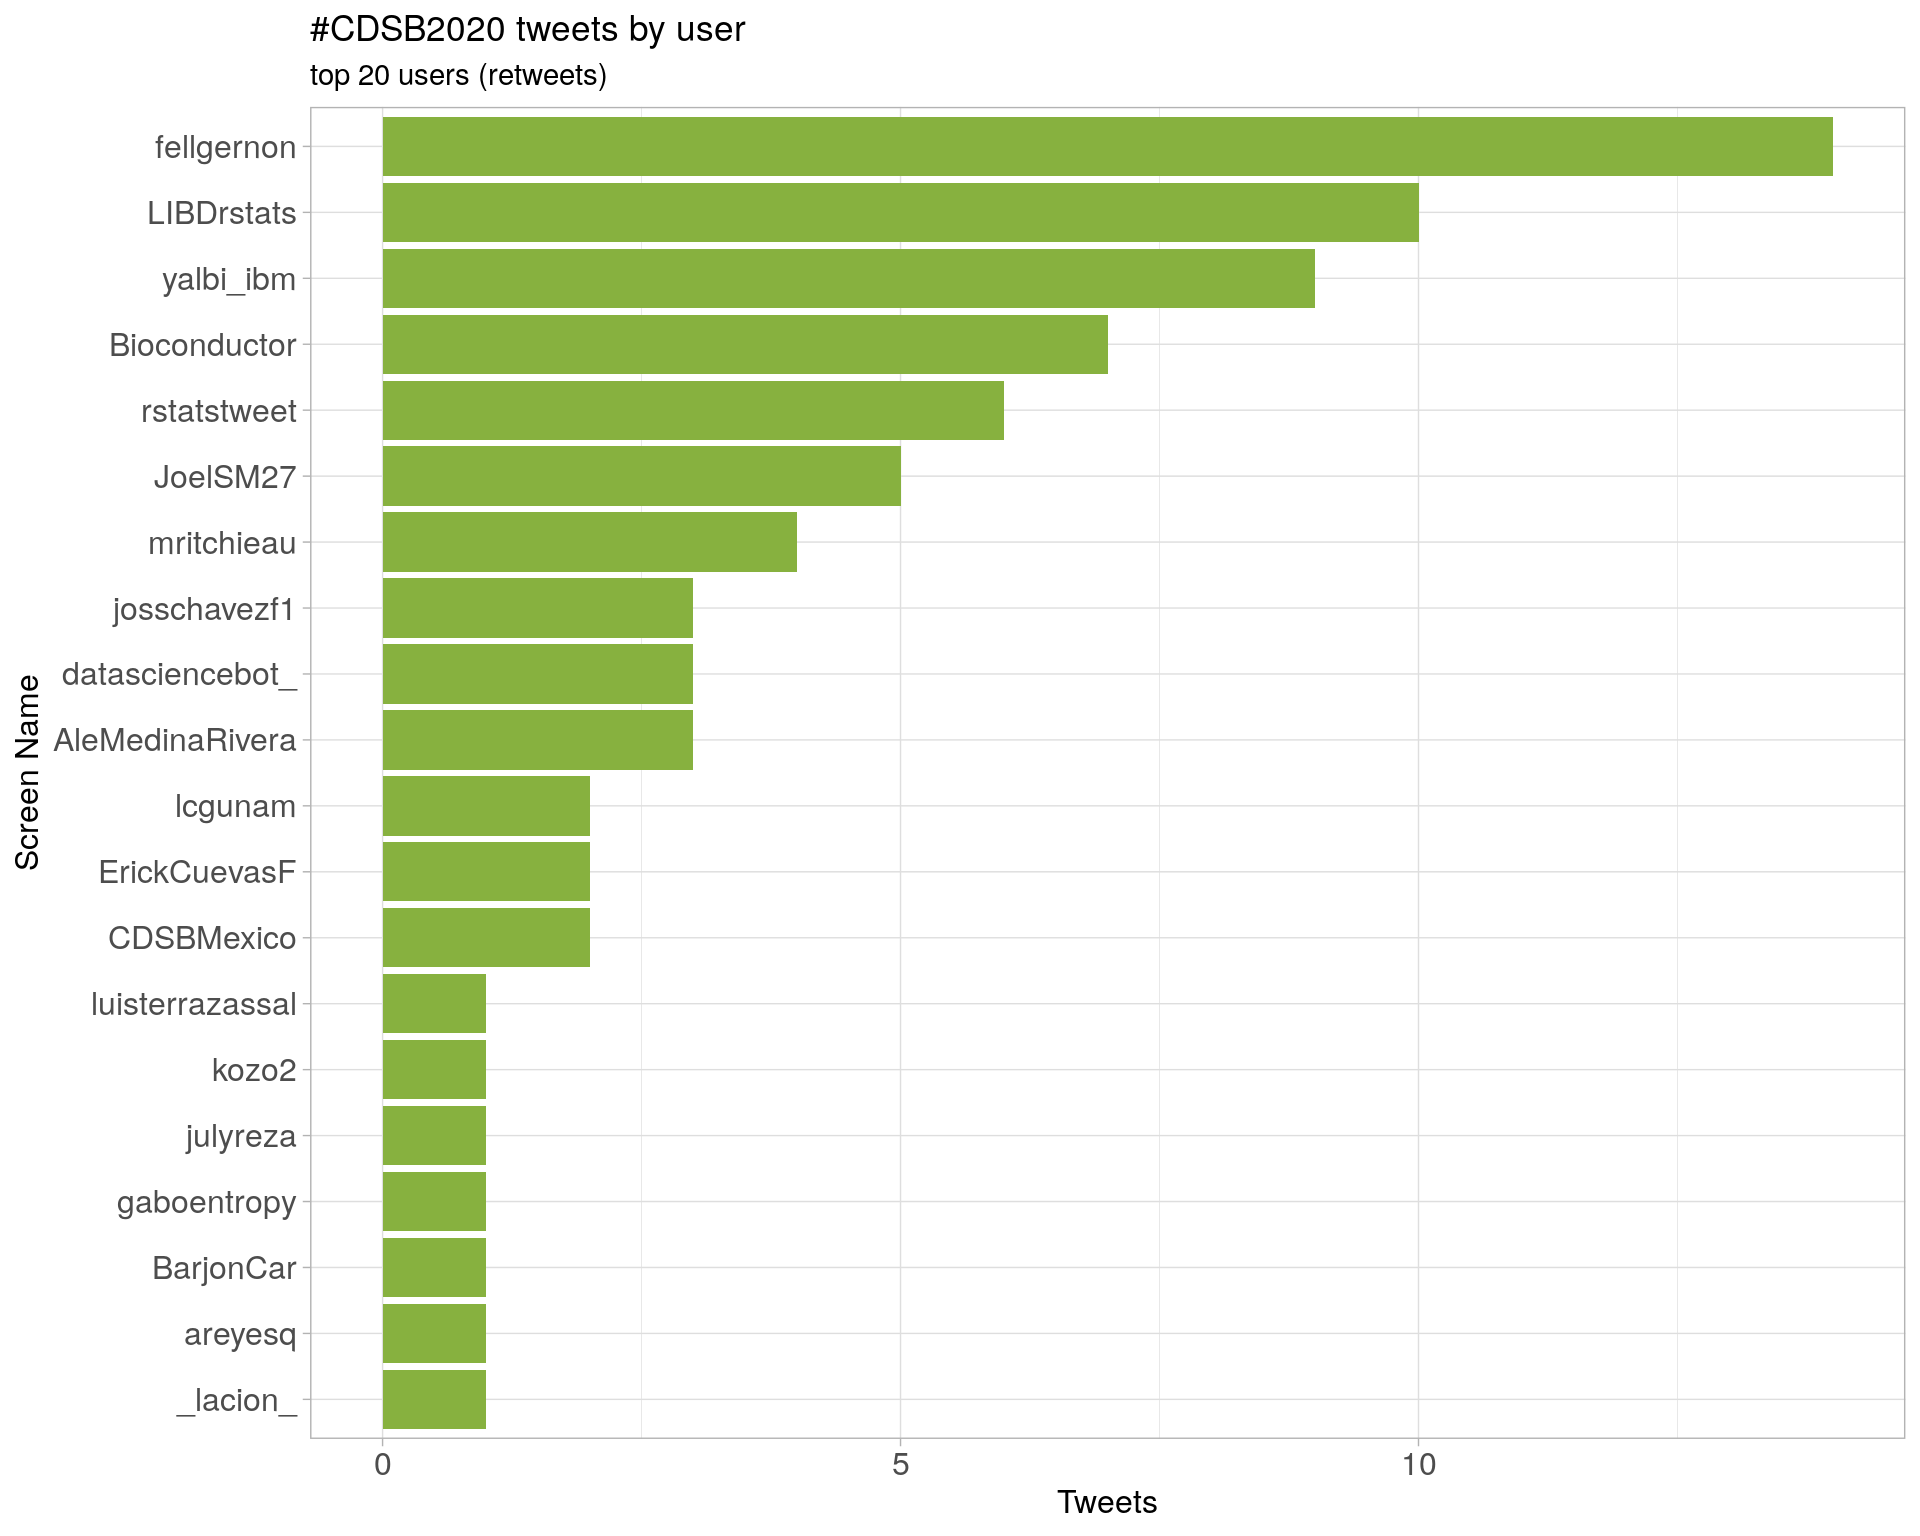 #CDSB2020 tweets by user
top 20 users (retweets)
Screen Name
fellgernon
LIBDrstats
yalbi_ibm
Bioconductor
rstatstweet
JoelSM27
mritchieau
josschavezf1
datasciencebot_
AleMedinaRivera
lcgunam
ErickCuevasF
CDSBMexico
luisterrazassal
kozo2
julyreza
gaboentropy
BarjonCar
areyesq
_lacion_
0 5 10
Tweets